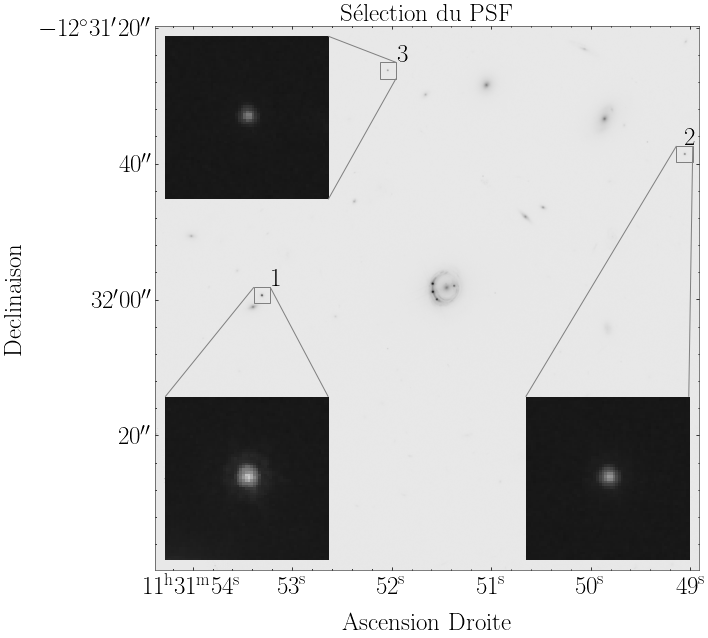 Sélection du PSF
−12°31′20″
3
2
40″
1
32′00″
Declinaison
20″
11ʰ31ᵐ54ˢ 53ˢ 52ˢ 51ˢ 50ˢ 49ˢ
Ascension Droite